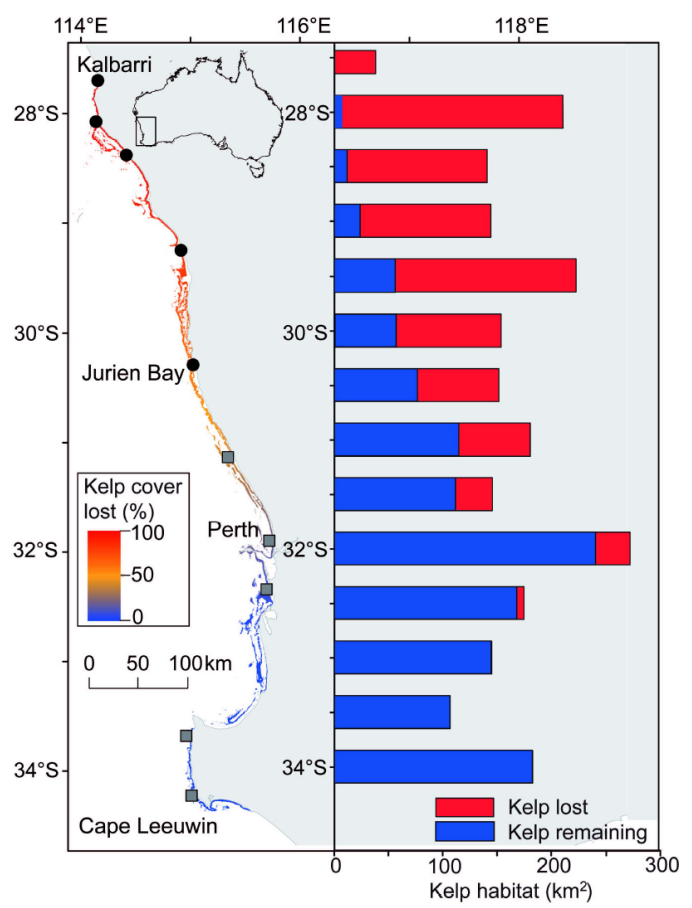 114°E
116°E
118°E
Kalbarri
28°S
28°S
30°S
30°S
Jurien Bay
Kelp cover
lost (%)
100
50
0
Perth
32°S
32°S
0 50 100km
34°S
34°S
Cape Leeuwin
Kelp lost
Kelp remaining
0 100 200 300
Kelp habitat (km²)